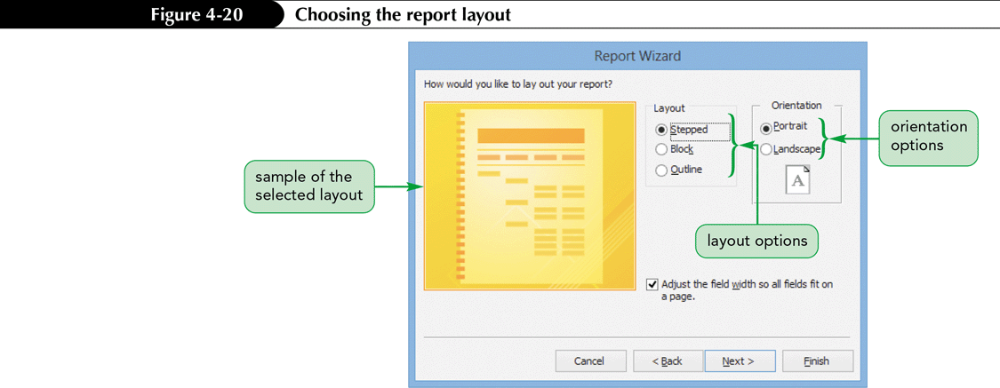 Figure 4-20 Choosing the report layout
Report Wizard
How would you like to lay out your report?
Layout
Stepped
Block
Outline
Orientation
Portrait
Landscape
A
orientation
options
sample of the
selected layout
layout options
Adjust the field width so all fields fit on
a page.
Cancel
< Back
Next >
Finish